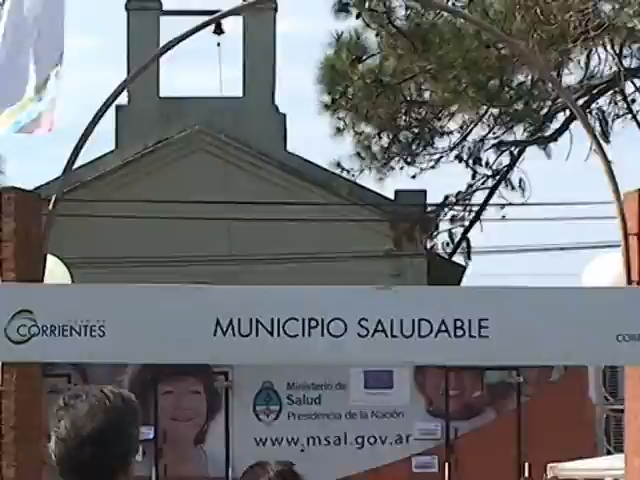 CORRIENTES
MUNICIPIO SALUDABLE
Ministerio de
Salud
Presidencia de la Nación
www.msal.gov.ar